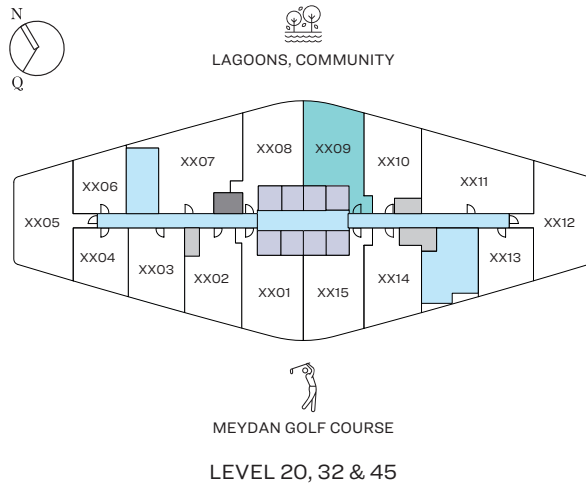 N
Q
LAGOONS, COMMUNITY
XX07
XX08
XX09
XX10
XX06
XX11
XX05
XX12
XX04
XX03
XX02
XX01
XX15
XX14
XX13
MEYDAN GOLF COURSE
LEVEL 20, 32 & 45